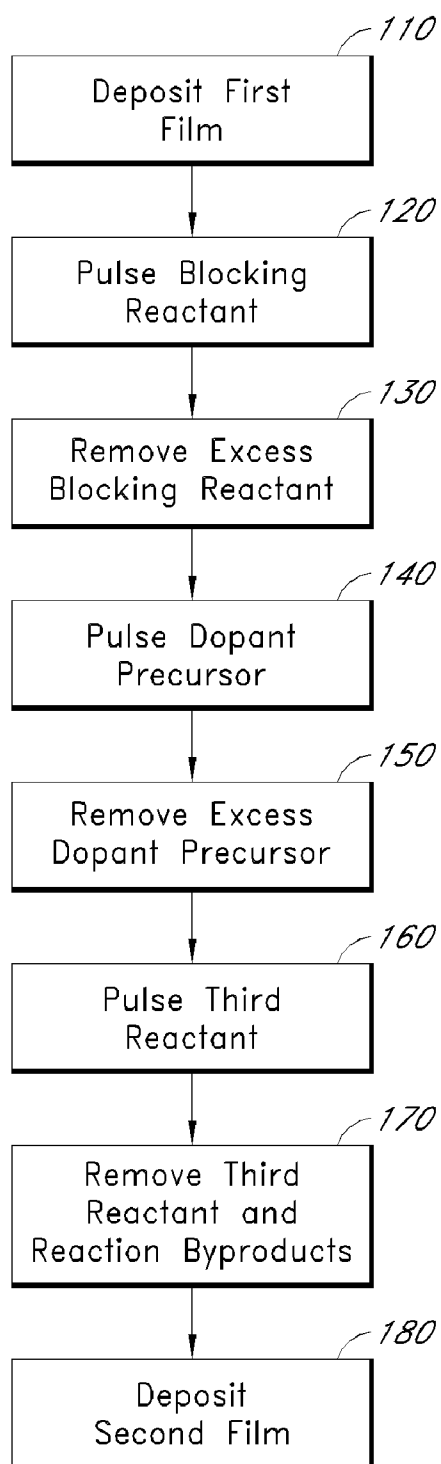 110
Deposit First
Film
120
Pulse Blocking
Reactant
130
Remove Excess
Blocking Reactant
140
Pulse Dopant
Precursor
150
Remove Excess
Dopant Precursor
160
Pulse Third
Reactant
170
Remove Third
Reactant and
Reaction Byproducts
180
Deposit
Second Film